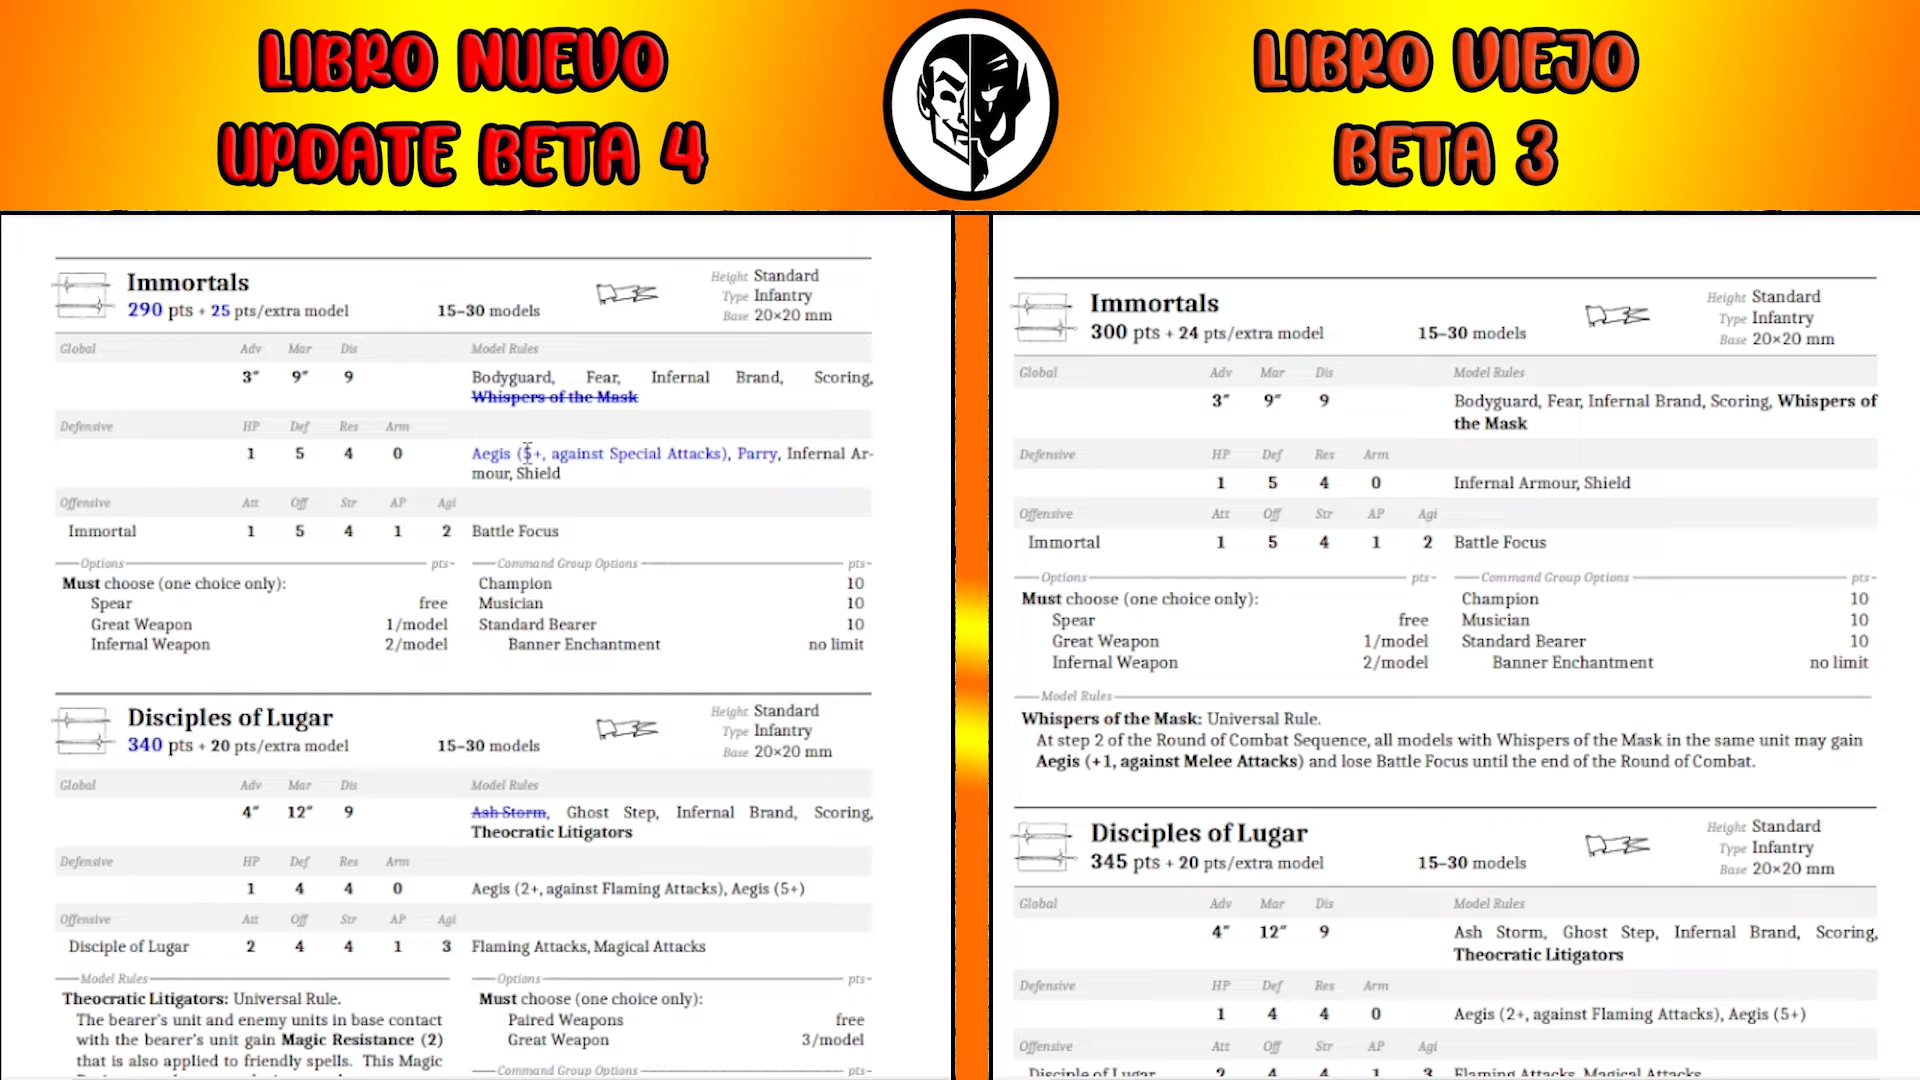 LIBRO NUEVO
UPDATE BETA 4
LIBRO VIEJO
BETA 3
Immortals
290 pts + 25 pts/extra model
15–30 models
Height Standard
Type Infantry
Base 20×20 mm
Global Adv Mar Dis Model Rules
3″ 9″ 9 Bodyguard, Fear, Infernal Brand, Scoring,
Whispers of the Mask
Defensive HP Def Res Arm
1 5 4 0 Aegis (5+, against Special Attacks), Parry, Infernal Ar-
mour, Shield
Offensive Att Off Str AP Agi
Immortal 1 5 4 1 2 Battle Focus
Options pts
Must choose (one choice only):
Spear free
Great Weapon 1/model
Infernal Weapon 2/model
Command Group Options pts
Champion 10
Musician 10
Standard Bearer 10
Banner Enchantment no limit
Disciples of Lugar
340 pts + 20 pts/extra model
15–30 models
Height Standard
Type Infantry
Base 20×20 mm
Global Adv Mar Dis Model Rules
4″ 12″ 9 Ash Storm, Ghost Step, Infernal Brand, Scoring,
Theocratic Litigators
Defensive HP Def Res Arm
1 4 4 0 Aegis (2+, against Flaming Attacks), Aegis (5+)
Offensive Att Off Str AP Agi
Disciple of Lugar 2 4 4 1 3 Flaming Attacks, Magical Attacks
Model Rules
Theocratic Litigators: Universal Rule.
The bearer's unit and enemy units in base contact
with the bearer's unit gain Magic Resistance (2)
that is also applied to friendly spells. This Magic
Options pts
Must choose (one choice only):
Paired Weapons free
Great Weapon 3/model
Command Group Options pts
Immortals
300 pts + 24 pts/extra model
15–30 models
Height Standard
Type Infantry
Base 20×20 mm
Global Adv Mar Dis Model Rules
3″ 9″ 9 Bodyguard, Fear, Infernal Brand, Scoring, Whispers of
the Mask
Defensive HP Def Res Arm
1 5 4 0 Infernal Armour, Shield
Offensive Att Off Str AP Agi
Immortal 1 5 4 1 2 Battle Focus
Options pts
Must choose (one choice only):
Spear free
Great Weapon 1/model
Infernal Weapon 2/model
Command Group Options pts
Champion 10
Musician 10
Standard Bearer 10
Banner Enchantment no limit
Model Rules
Whispers of the Mask: Universal Rule.
At step 2 of the Round of Combat Sequence, all models with Whispers of the Mask in the same unit may gain
Aegis (+1, against Melee Attacks) and lose Battle Focus until the end of the Round of Combat.
Disciples of Lugar
345 pts + 20 pts/extra model
15–30 models
Height Standard
Type Infantry
Base 20×20 mm
Global Adv Mar Dis Model Rules
4″ 12″ 9 Ash Storm, Ghost Step, Infernal Brand, Scoring,
Theocratic Litigators
Defensive HP Def Res Arm
1 4 4 0 Aegis (2+, against Flaming Attacks), Aegis (5+)
Offensive Att Off Str AP Agi
Disciple of Lugar 2 4 4 1 3 Flaming Attacks, Magical Attacks